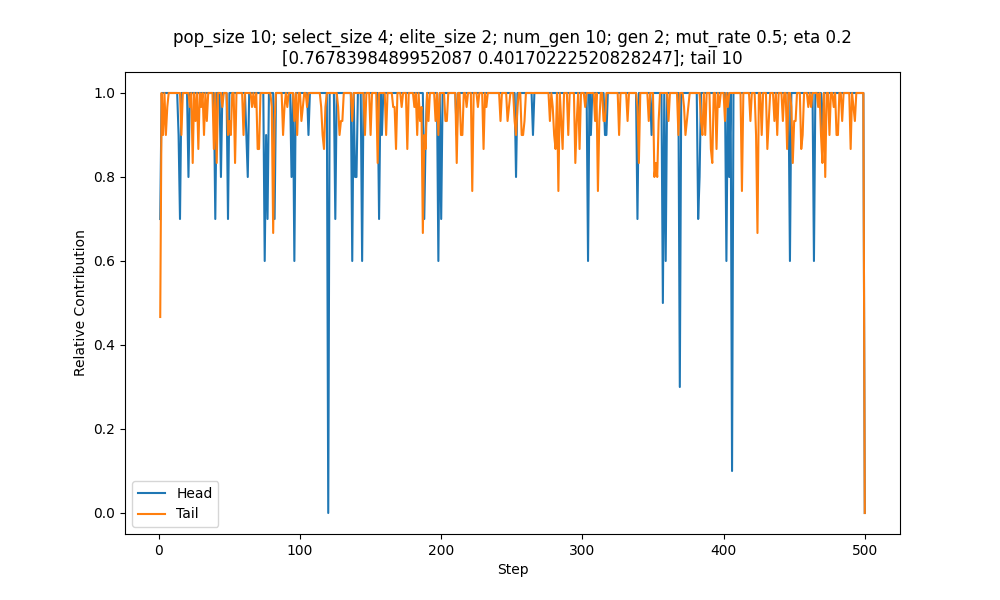 pop_size 10; select_size 4; elite_size 2; num_gen 10; gen 2; mut_rate 0.5; eta 0.2
[0.7678398489952087 0.40170222520828247]; tail 10
Relative Contribution
1.0
0.8
0.6
0.4
0.2
0.0
Head
Tail
0
100
200
300
400
500
Step